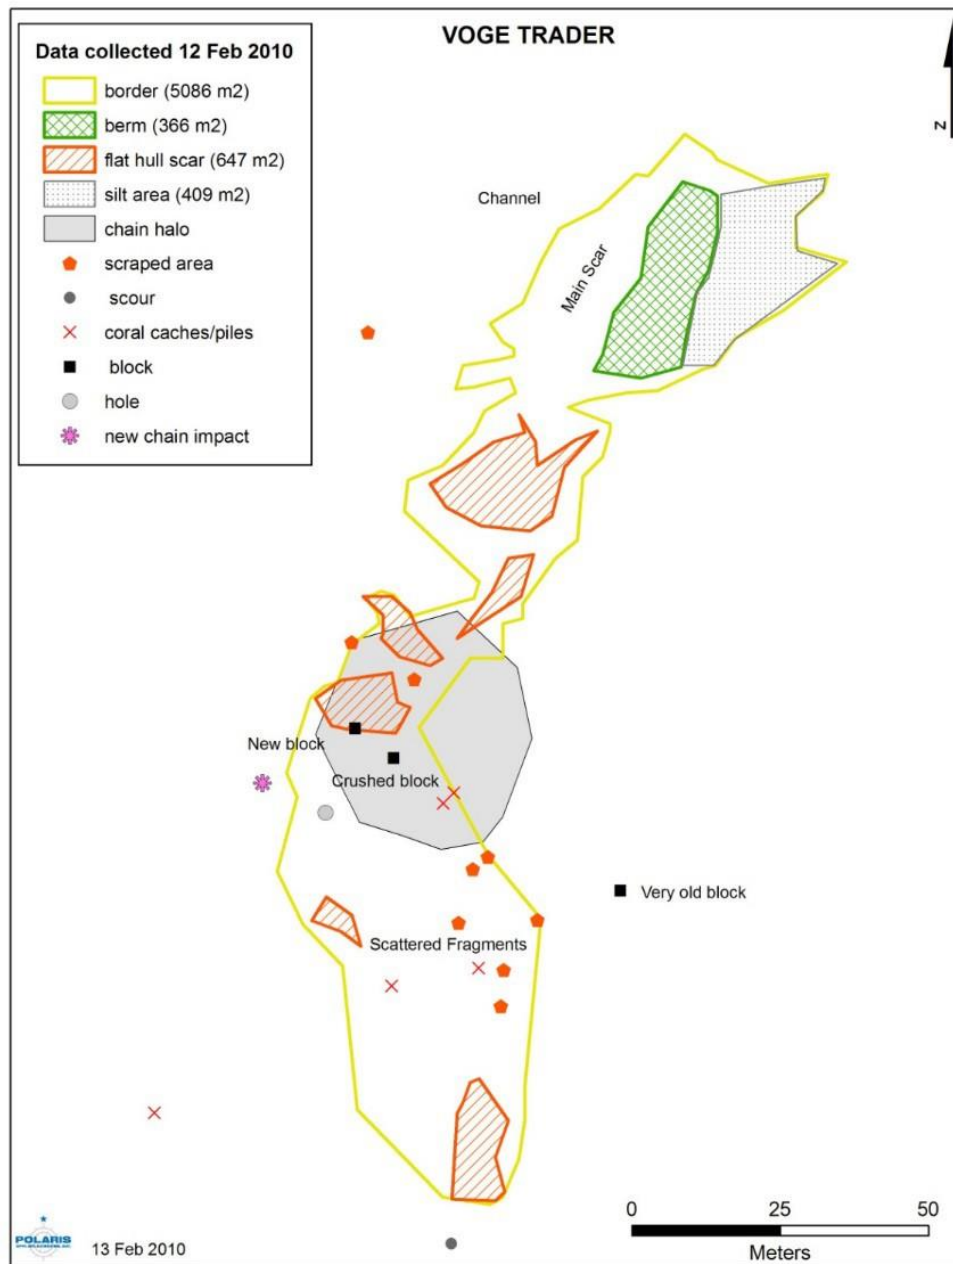 VOGE TRADER
Data collected 12 Feb 2010
border (5086 m2)
berm (366 m2)
flat hull scar (647 m2)
silt area (409 m2)
chain halo
scraped area
scour
coral caches/piles
block
hole
new chain impact
N
Channel
Main Scar
New block
Crushed block
Very old block
Scattered Fragments
POLARIS
13 Feb 2010
0 25 50
Meters